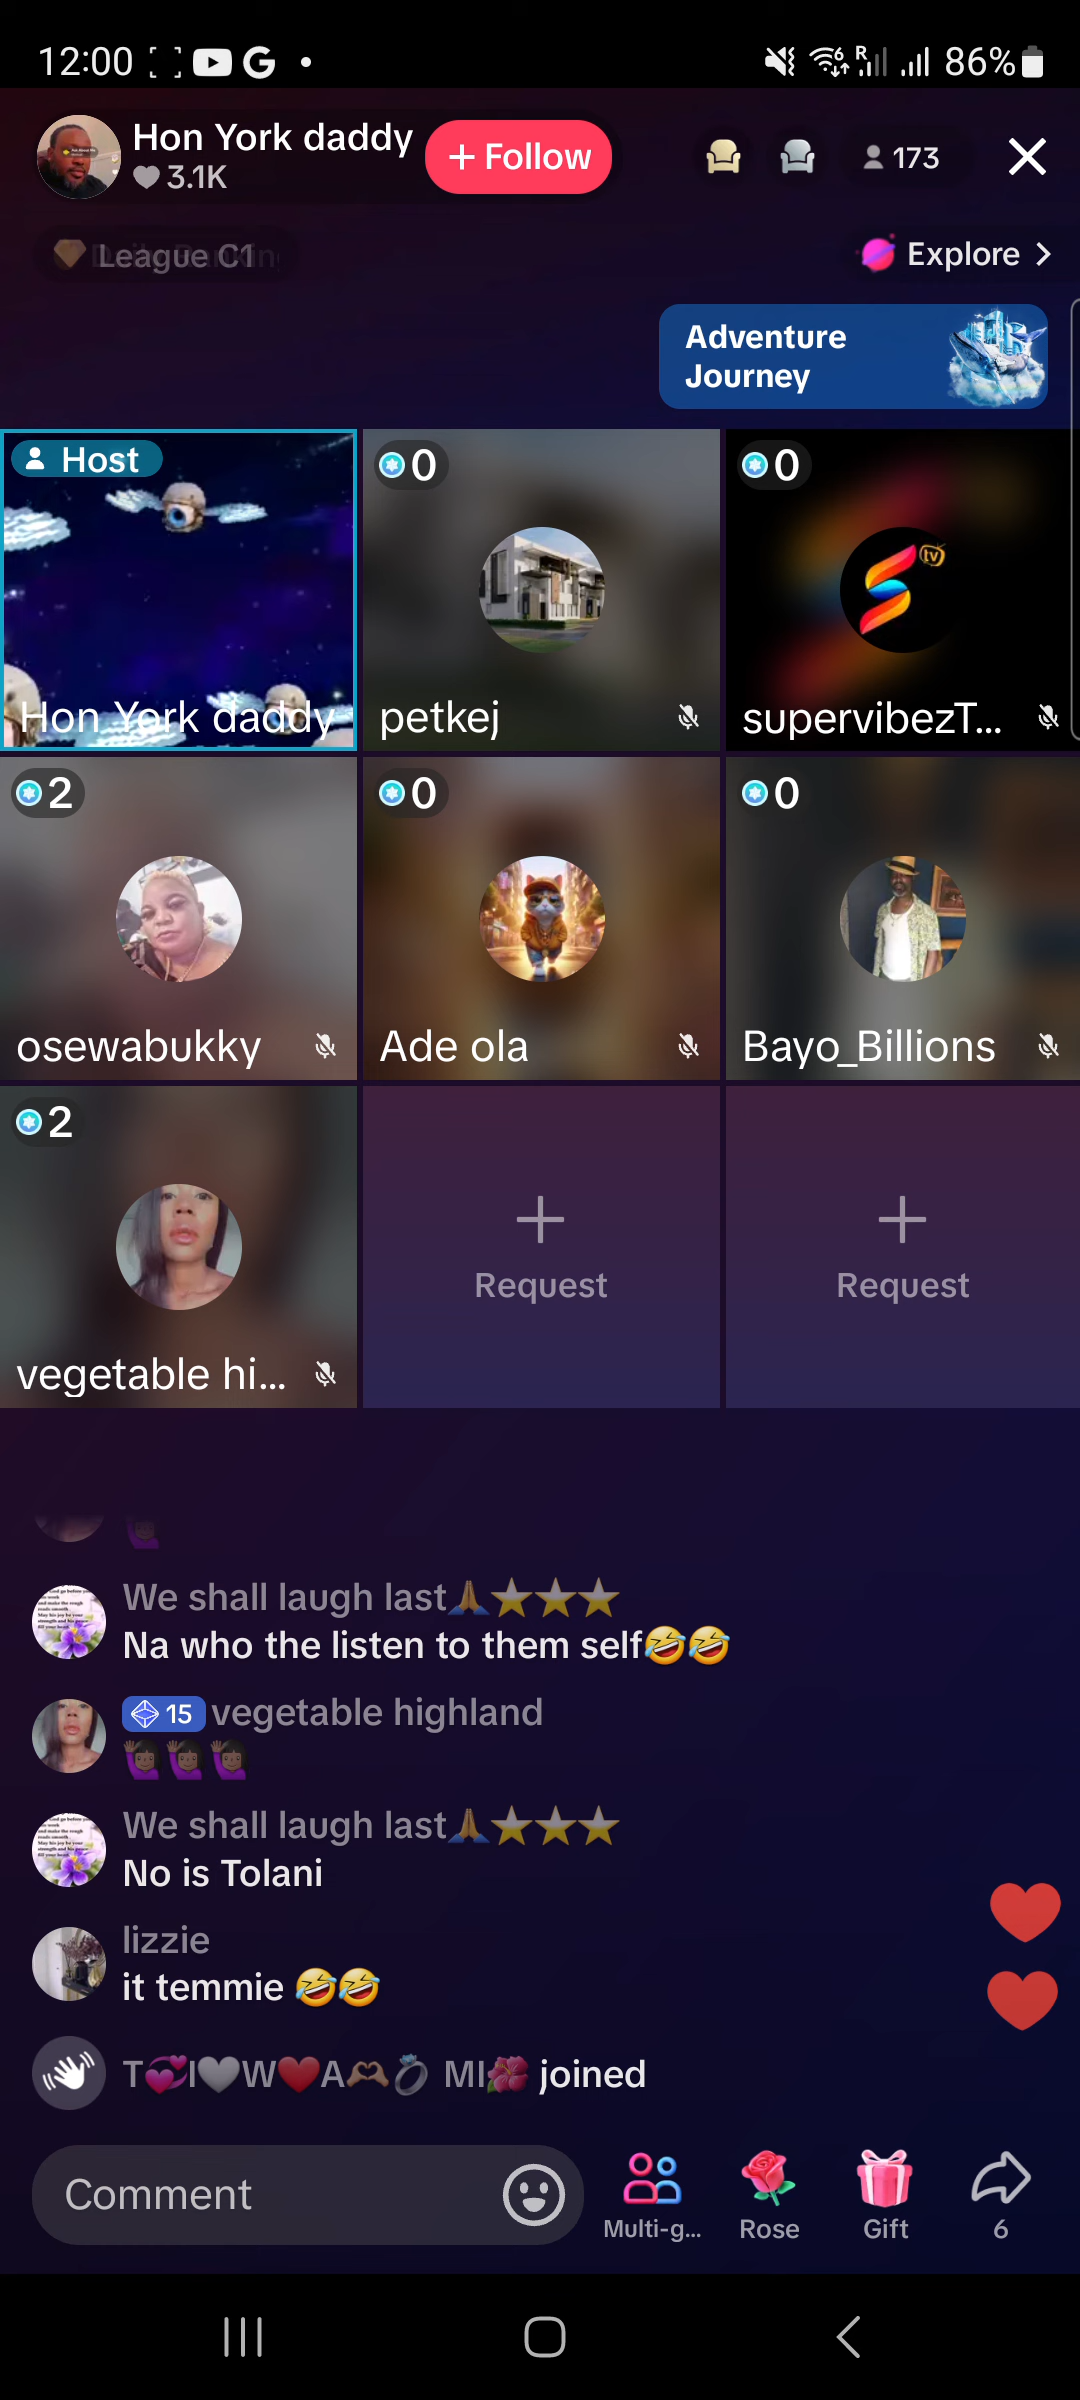 12:00
R
86%
Hon York daddy
3.1K
+ Follow
173
League C1
Explore >
Adventure
Journey
Host
Hon York daddy
0
petkej
0
tv
supervibezT...
2
osewabukky
0
Ade ola
0
Bayo_Billions
2
vegetable hi...
Request
Request
We shall laugh last🙏⭐⭐⭐
Na who the listen to them self🤣🤣
15 vegetable highland
🙋🏾‍♀️🙋🏾‍♀️🙋🏾‍♀️
We shall laugh last🙏⭐⭐⭐
No is Tolani
lizzie
it temmie 🤣🤣
T💞I🤍W❤️A🫶🏽💍 MI🌺 joined
Comment
Multi-g...
Rose
Gift
6